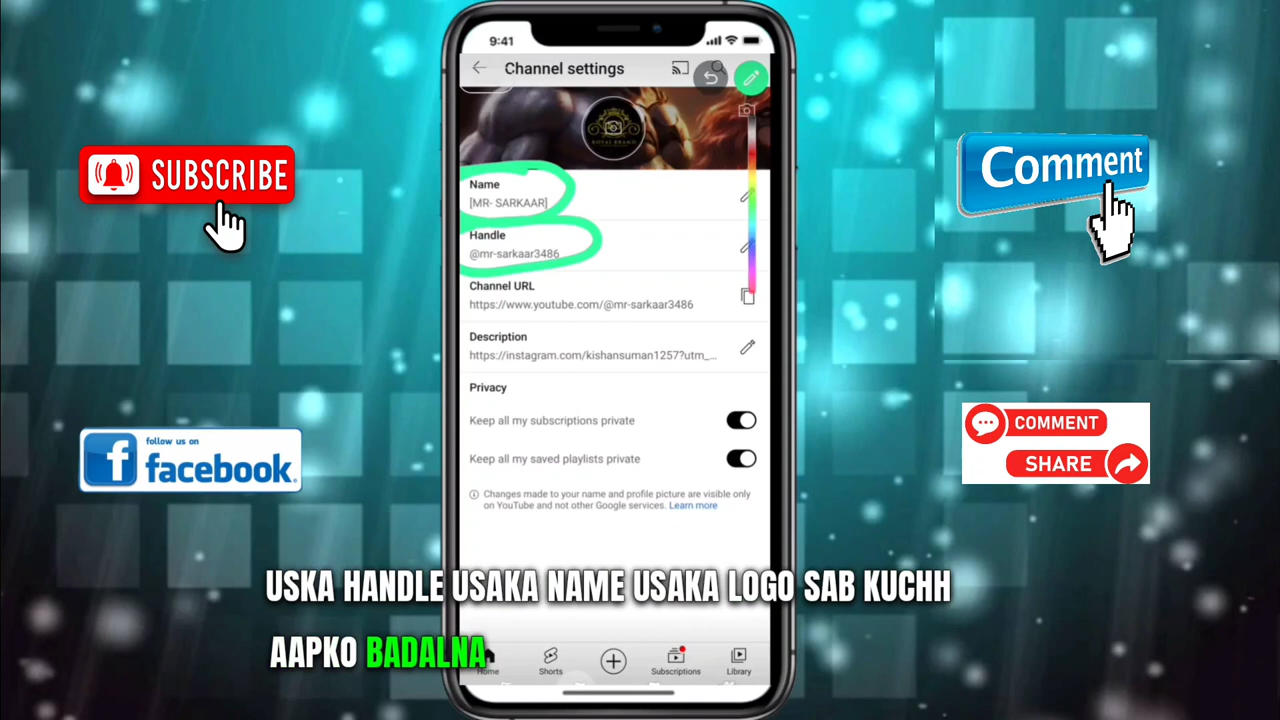 9:41
Channel settings
ROYAL BRAND
Name
[MR- SARKAAR]
Handle
@mr-sarkaar3486
Channel URL
https://www.youtube.com/@mr-sarkaar3486
Description
https://instagram.com/kishansuman1257?utm_...
Privacy
Keep all my subscriptions private
Keep all my saved playlists private
Changes made to your name and profile picture are visible only
on YouTube and not other Google services. Learn more
SUBSCRIBE
Comment
follow us on
facebook
COMMENT
SHARE
USKA HANDLE USAKA NAME USAKA LOGO SAB KUCHH
AAPKO BADALNA
Home
Shorts
Subscriptions
Library